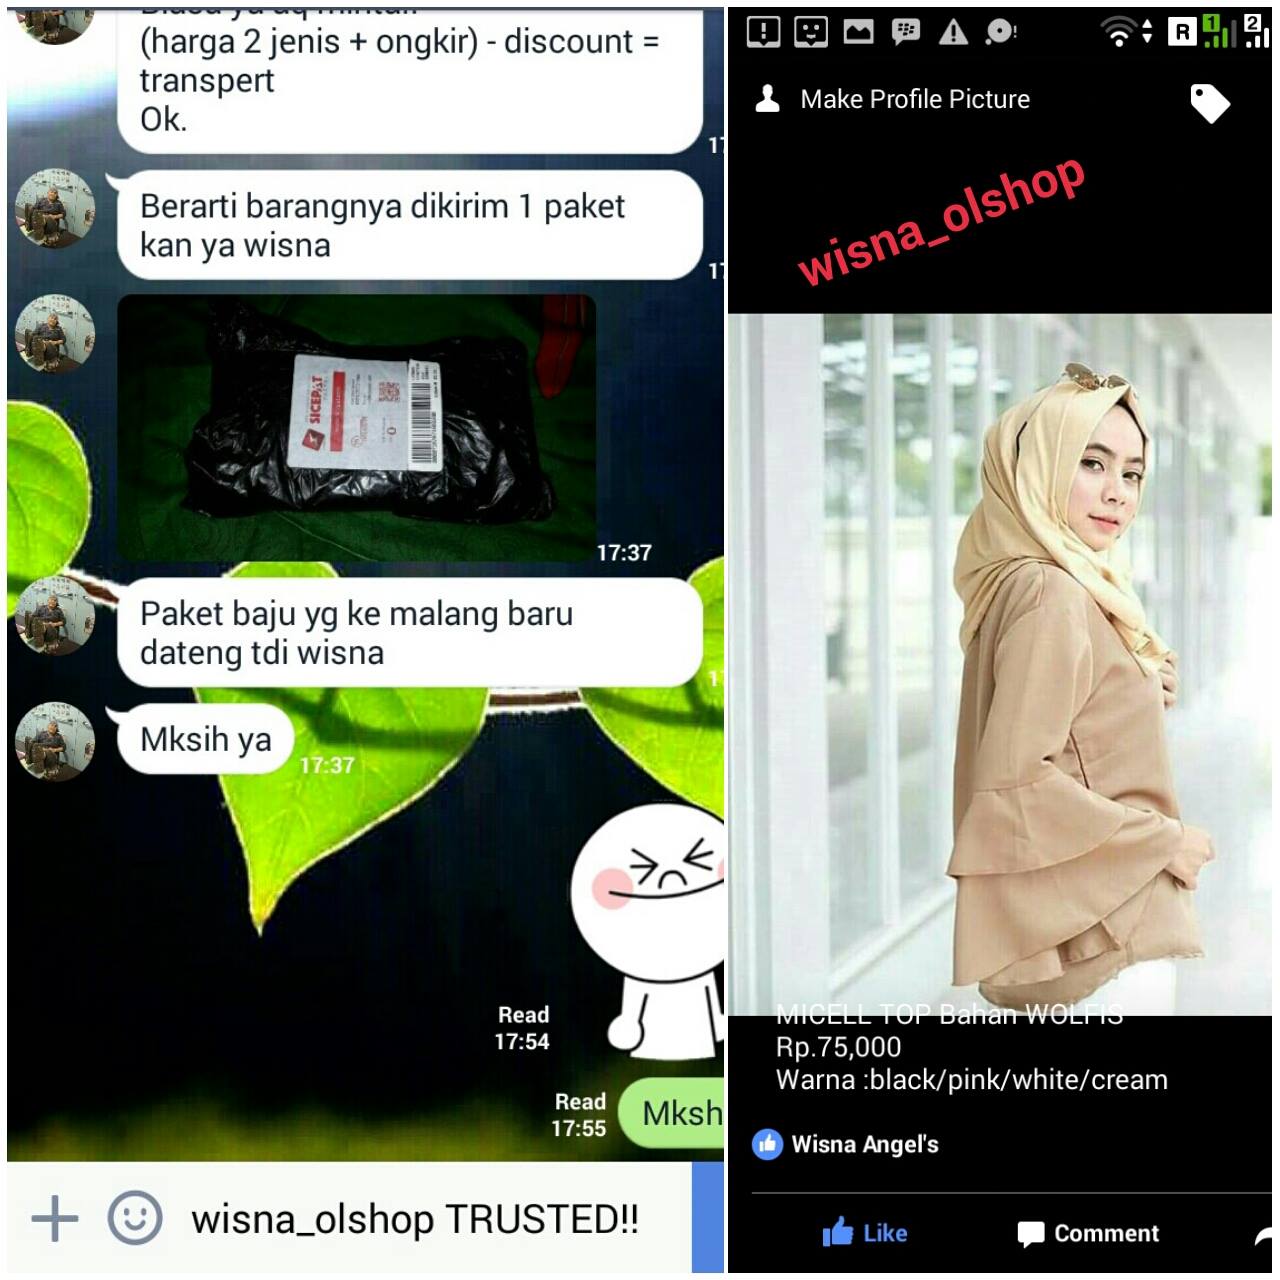 (harga 2 jenis + ongkir) - discount =
transpert
Ok.
Berarti barangnya dikirim 1 paket
kan ya wisna
SICEPAT
17:37
Paket baju yg ke malang baru
dateng tdi wisna
Mksih ya
17:37
Read
17:54
Read
17:55
Mksh
wisna_olshop TRUSTED!!
R
1
2
Make Profile Picture
wisna_olshop
MICELL TOP Bahan WOLFIS
Rp.75,000
Warna :black/pink/white/cream
Wisna Angel's
Like
Comment